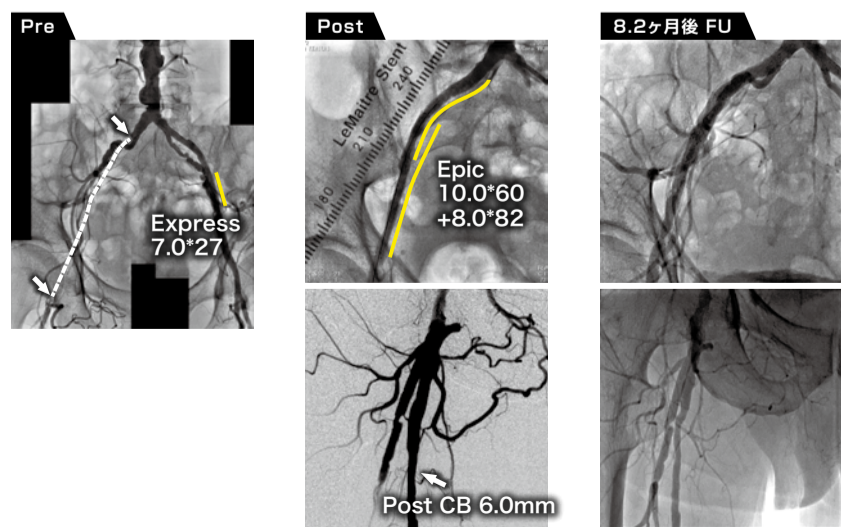 Pre
Express
7.0*27
Post
LeMaitre Stent
240
210
180
Epic
10.0*60
+8.0*82
Post CB 6.0mm
8.2ヶ月後 FU